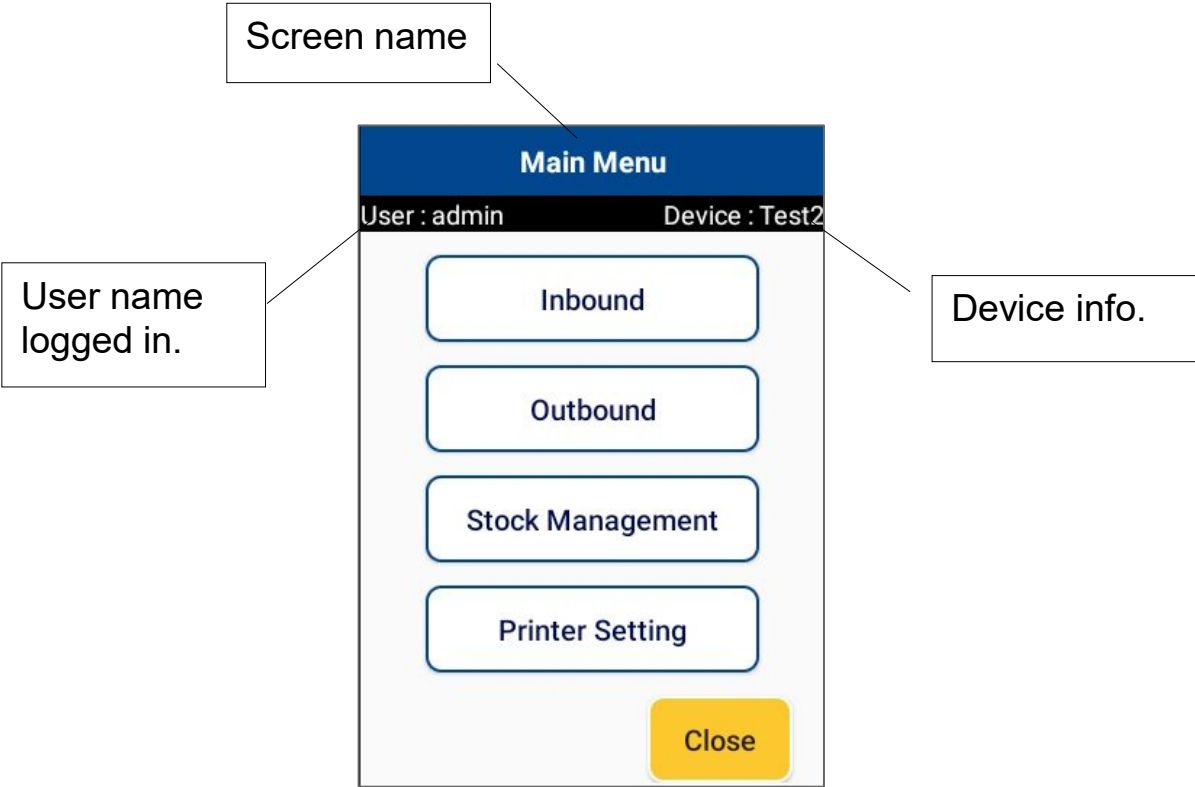 Screen name
Main Menu
User : admin
Device : Test2
User name
logged in.
Device info.
Inbound
Outbound
Stock Management
Printer Setting
Close